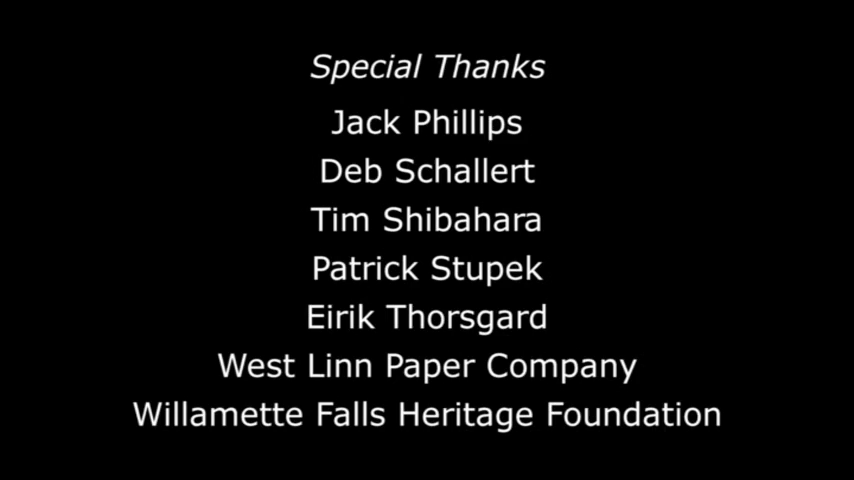 Special Thanks
Jack Phillips
Deb Schallert
Tim Shibahara
Patrick Stupek
Eirik Thorsgard
West Linn Paper Company
Willamette Falls Heritage Foundation